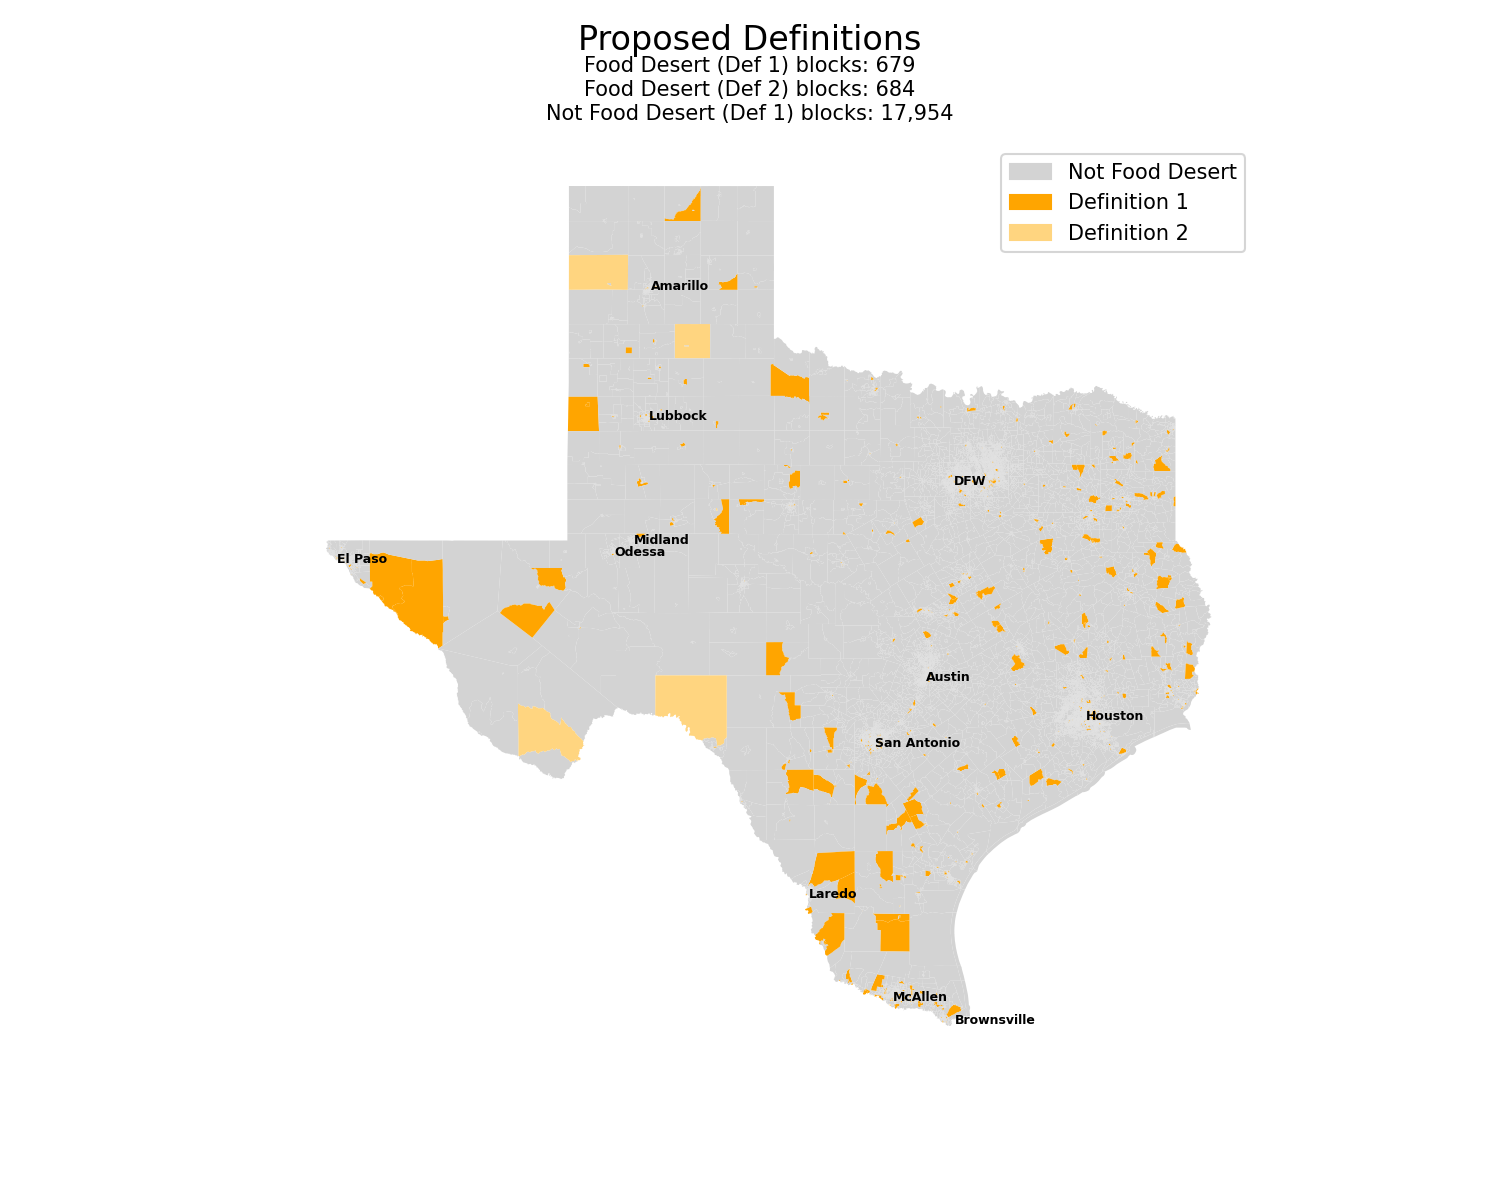 Proposed Definitions
Food Desert (Def 1) blocks: 679
Food Desert (Def 2) blocks: 684
Not Food Desert (Def 1) blocks: 17,954
Not Food Desert
Definition 1
Definition 2
Amarillo
Lubbock
DFW
Midland
Odessa
El Paso
Austin
Houston
San Antonio
Laredo
McAllen
Brownsville